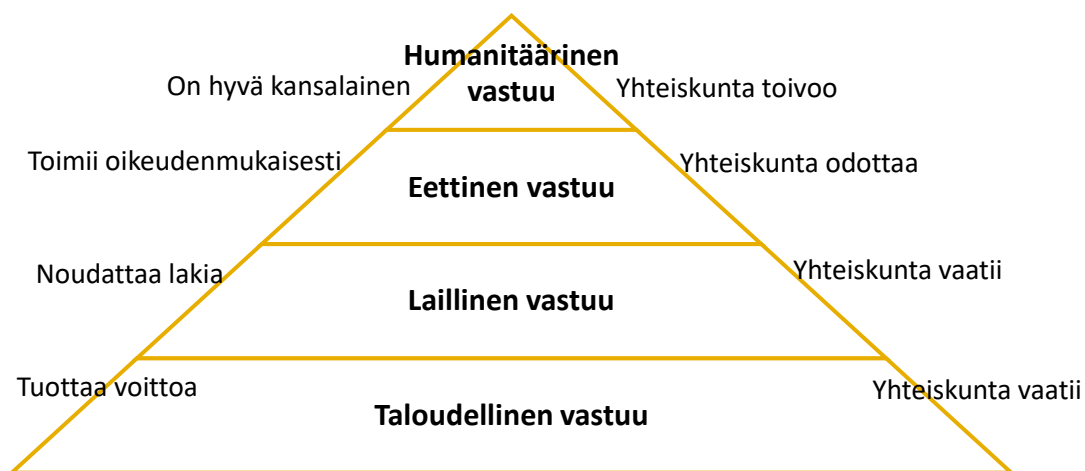 Humanitäärinen
vastuu
On hyvä kansalainen
Yhteiskunta toivoo
Toimii oikeudenmukaisesti
Yhteiskunta odottaa
Eettinen vastuu
Noudattaa lakia
Yhteiskunta vaatii
Laillinen vastuu
Tuottaa voittoa
Yhteiskunta vaatii
Taloudellinen vastuu